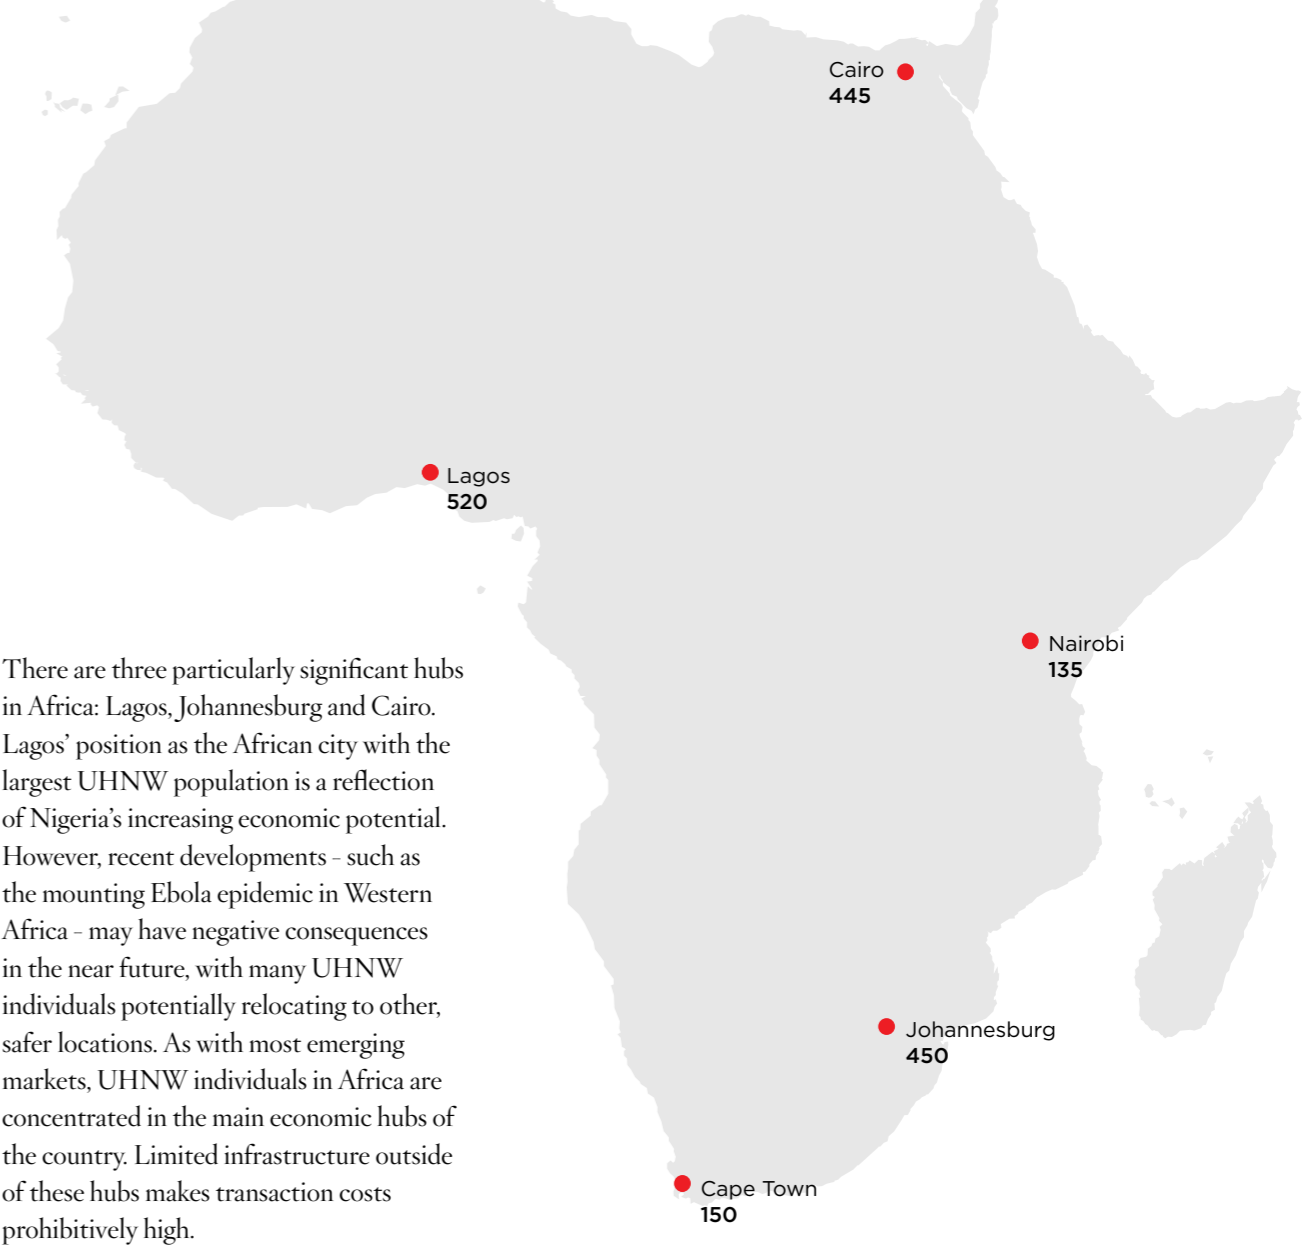 Cairo
445
Lagos
520
Nairobi
135
There are three particularly significant hubs
in Africa: Lagos, Johannesburg and Cairo.
Lagos’ position as the African city with the
largest UHNW population is a reflection
of Nigeria’s increasing economic potential.
However, recent developments – such as
the mounting Ebola epidemic in Western
Africa – may have negative consequences
in the near future, with many UHNW
individuals potentially relocating to other,
safer locations. As with most emerging
markets, UHNW individuals in Africa are
concentrated in the main economic hubs of
the country. Limited infrastructure outside
of these hubs makes transaction costs
prohibitively high.
Johannesburg
450
Cape Town
150